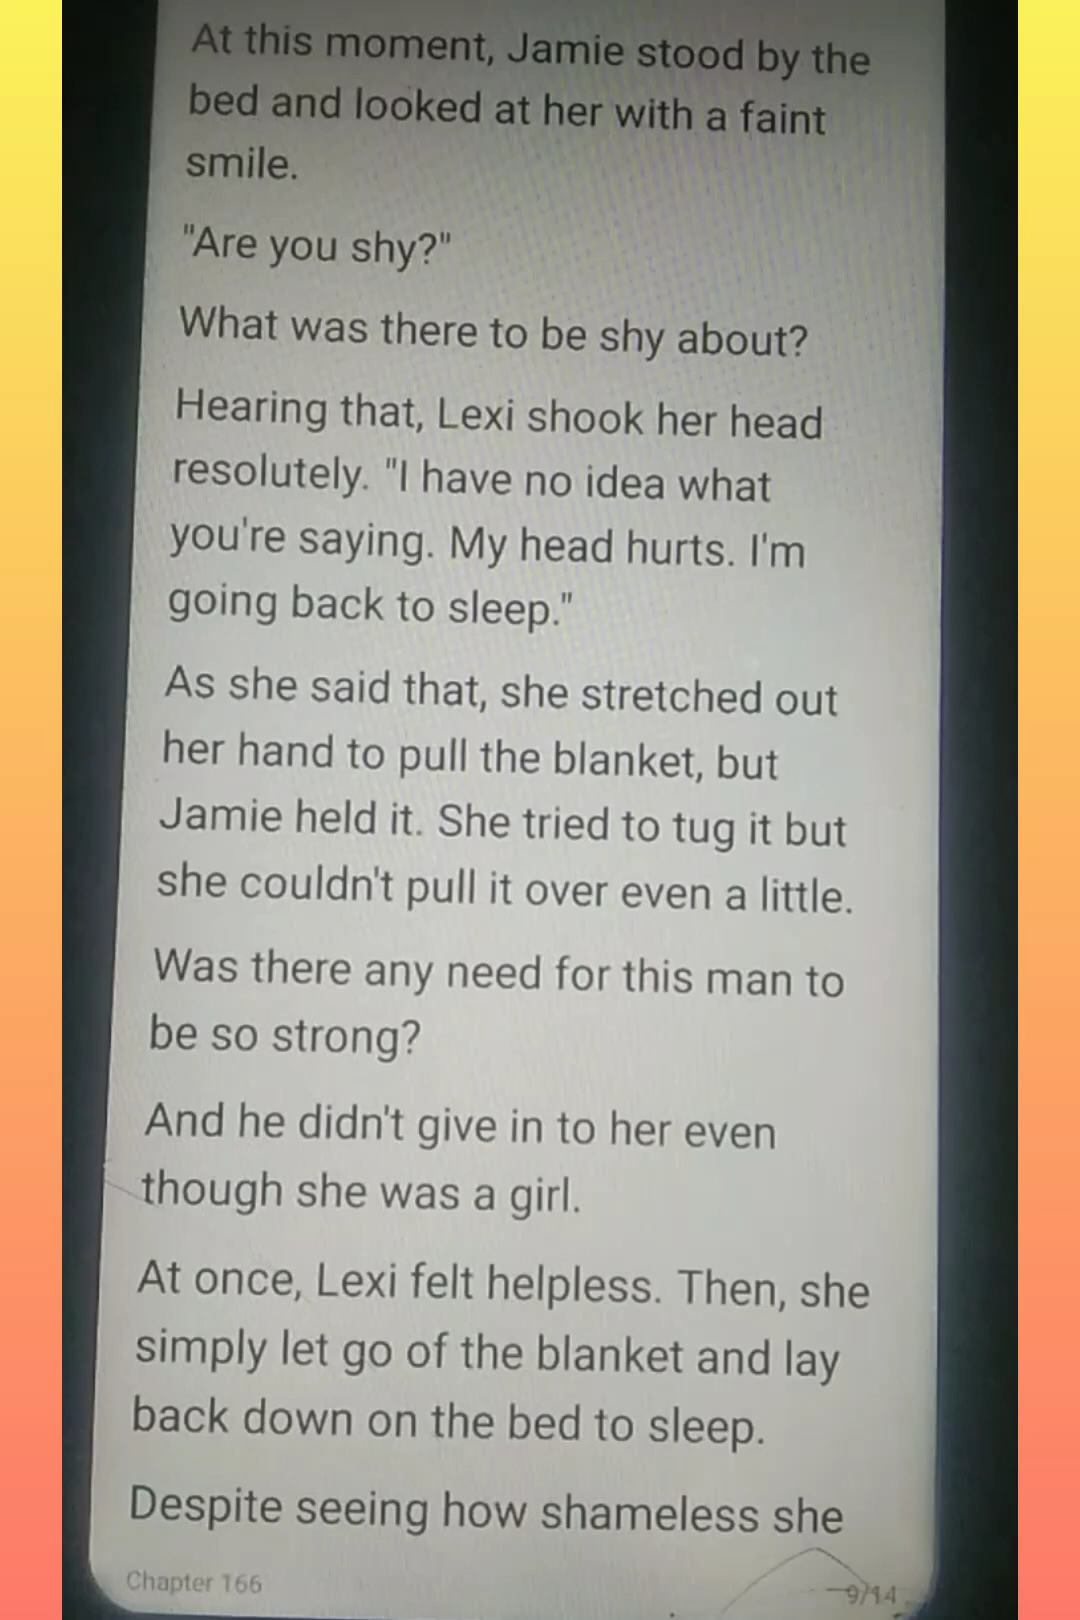 At this moment, Jamie stood by the
bed and looked at her with a faint
smile.
"Are you shy?"
What was there to be shy about?
Hearing that, Lexi shook her head
resolutely. "I have no idea what
you're saying. My head hurts. I'm
going back to sleep."
As she said that, she stretched out
her hand to pull the blanket, but
Jamie held it. She tried to tug it but
she couldn't pull it over even a little.
Was there any need for this man to
be so strong?
And he didn't give in to her even
though she was a girl.
At once, Lexi felt helpless. Then, she
simply let go of the blanket and lay
back down on the bed to sleep.
Despite seeing how shameless she
Chapter 166
9/14